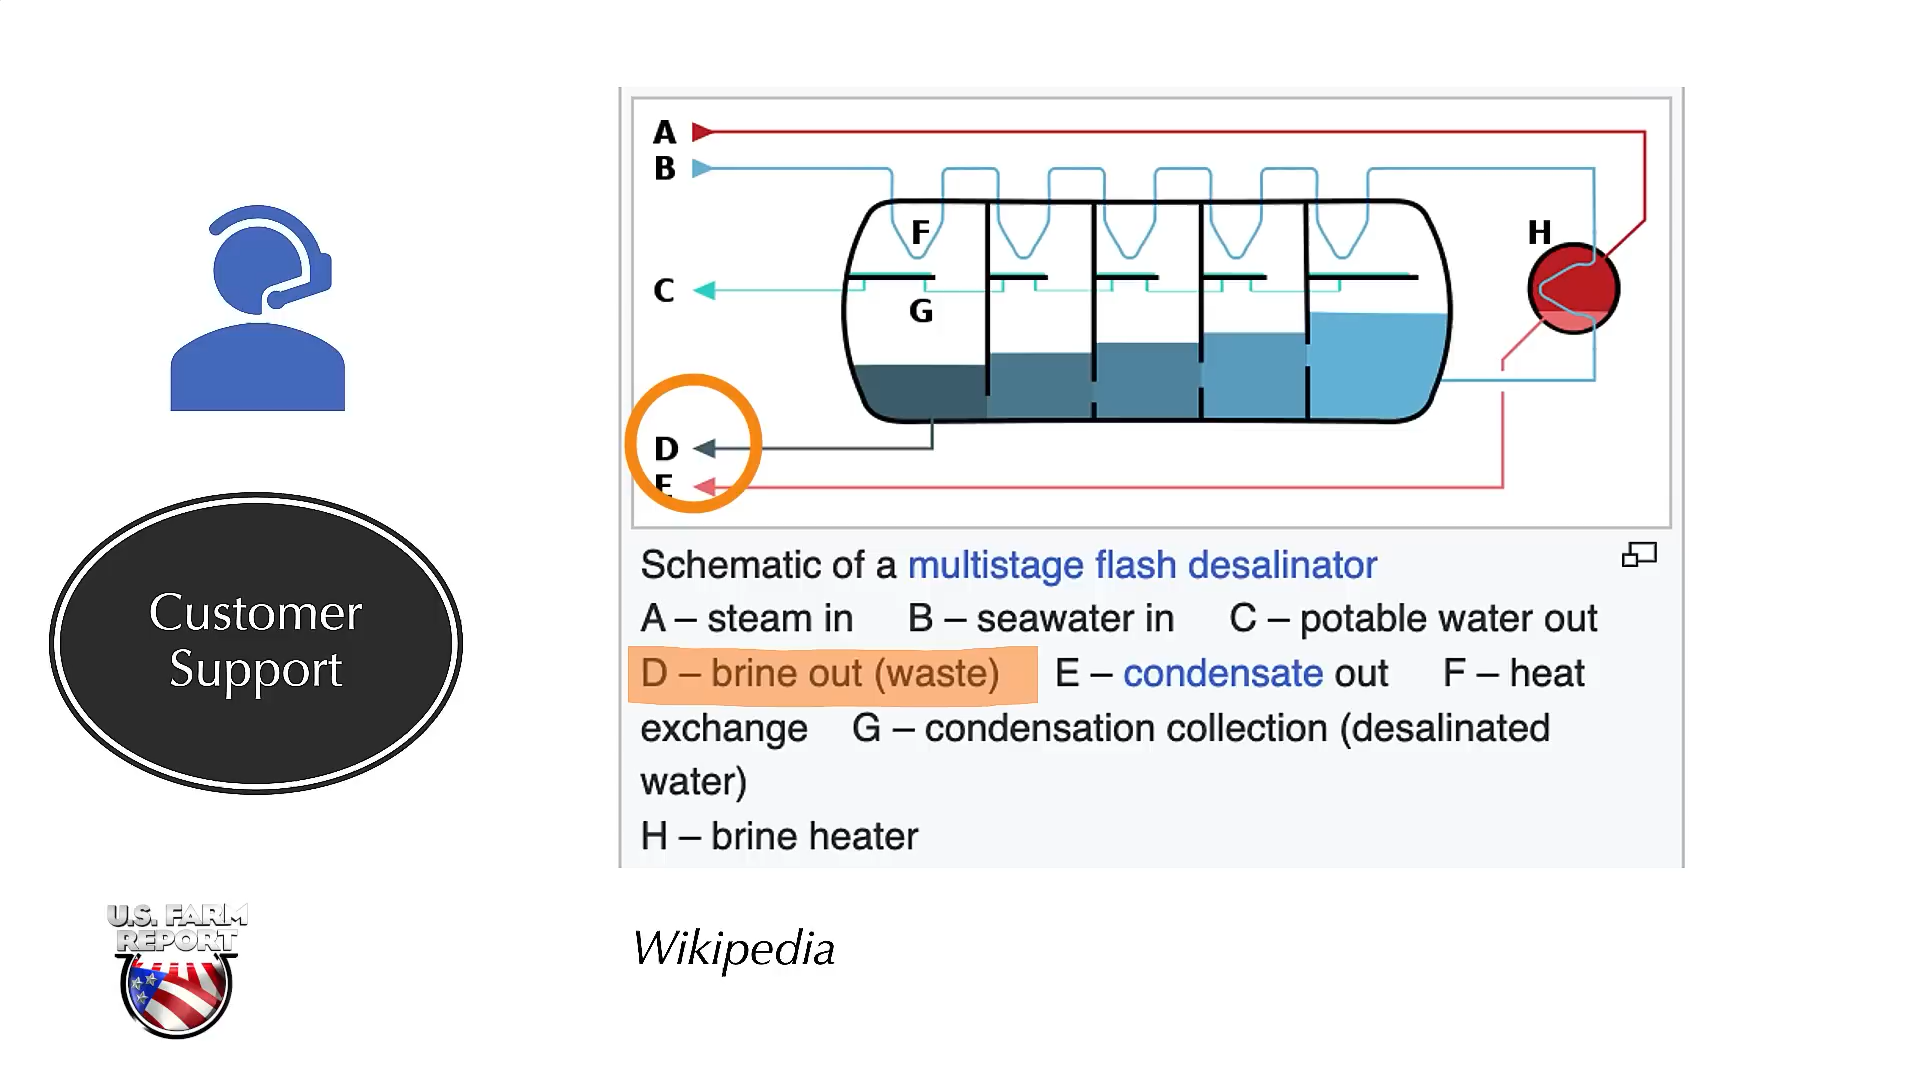 A
B
F
H
C
G
D
E
Schematic of a multistage flash desalinator
A – steam in B – seawater in C – potable water out
D – brine out (waste) E – condensate out F – heat
exchange G – condensation collection (desalinated
water)
H – brine heater
Customer
Support
U.S. FARM
REPORT
Wikipedia